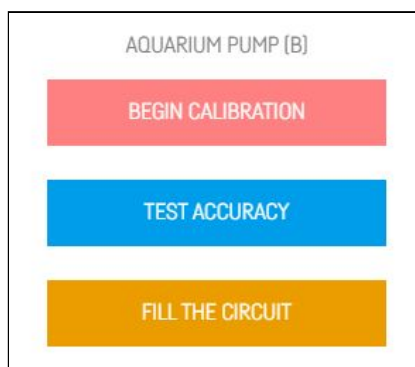 AQUARIUM PUMP (B)
BEGIN CALIBRATION
TEST ACCURACY
FILL THE CIRCUIT